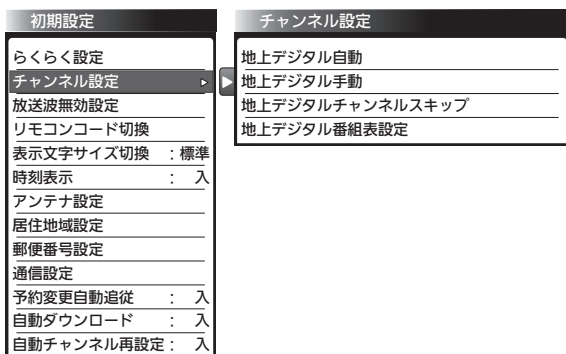 初期設定
らくらく設定
チャンネル設定
放送波無効設定
リモコンコード切換
表示文字サイズ切換 : 標準
時刻表示 : 入
アンテナ設定
居住地域設定
郵便番号設定
通信設定
予約変更自動追従 : 入
自動ダウンロード : 入
自動チャンネル再設定 : 入
チャンネル設定
地上デジタル自動
地上デジタル手動
地上デジタルチャンネルスキップ
地上デジタル番組表設定